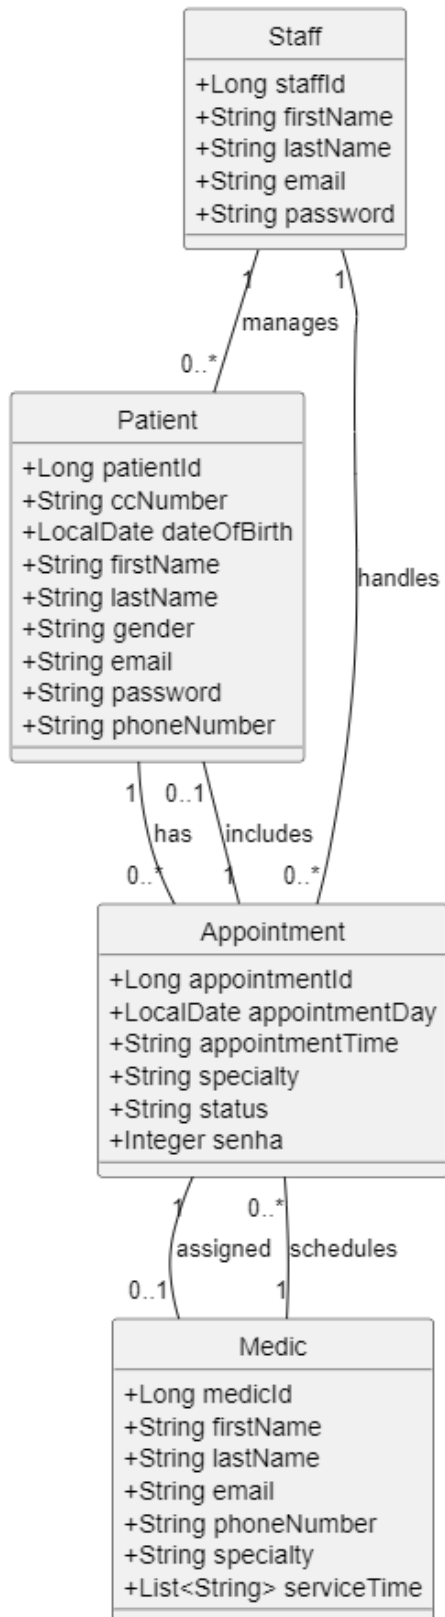 Staff
+Long staffId
+String firstName
+String lastName
+String email
+String password
1
1
manages
0..*
Patient
+Long patientId
+String ccNumber
+LocalDate dateOfBirth
+String firstName
+String lastName
+String gender
+String email
+String password
+String phoneNumber
handles
1
0..1
has
includes
0..*
1
0..*
Appointment
+Long appointmentId
+LocalDate appointmentDay
+String appointmentTime
+String specialty
+String status
+Integer senha
1
0..*
assigned
schedules
0..1
1
Medic
+Long medicId
+String firstName
+String lastName
+String email
+String phoneNumber
+String specialty
+List<String> serviceTime